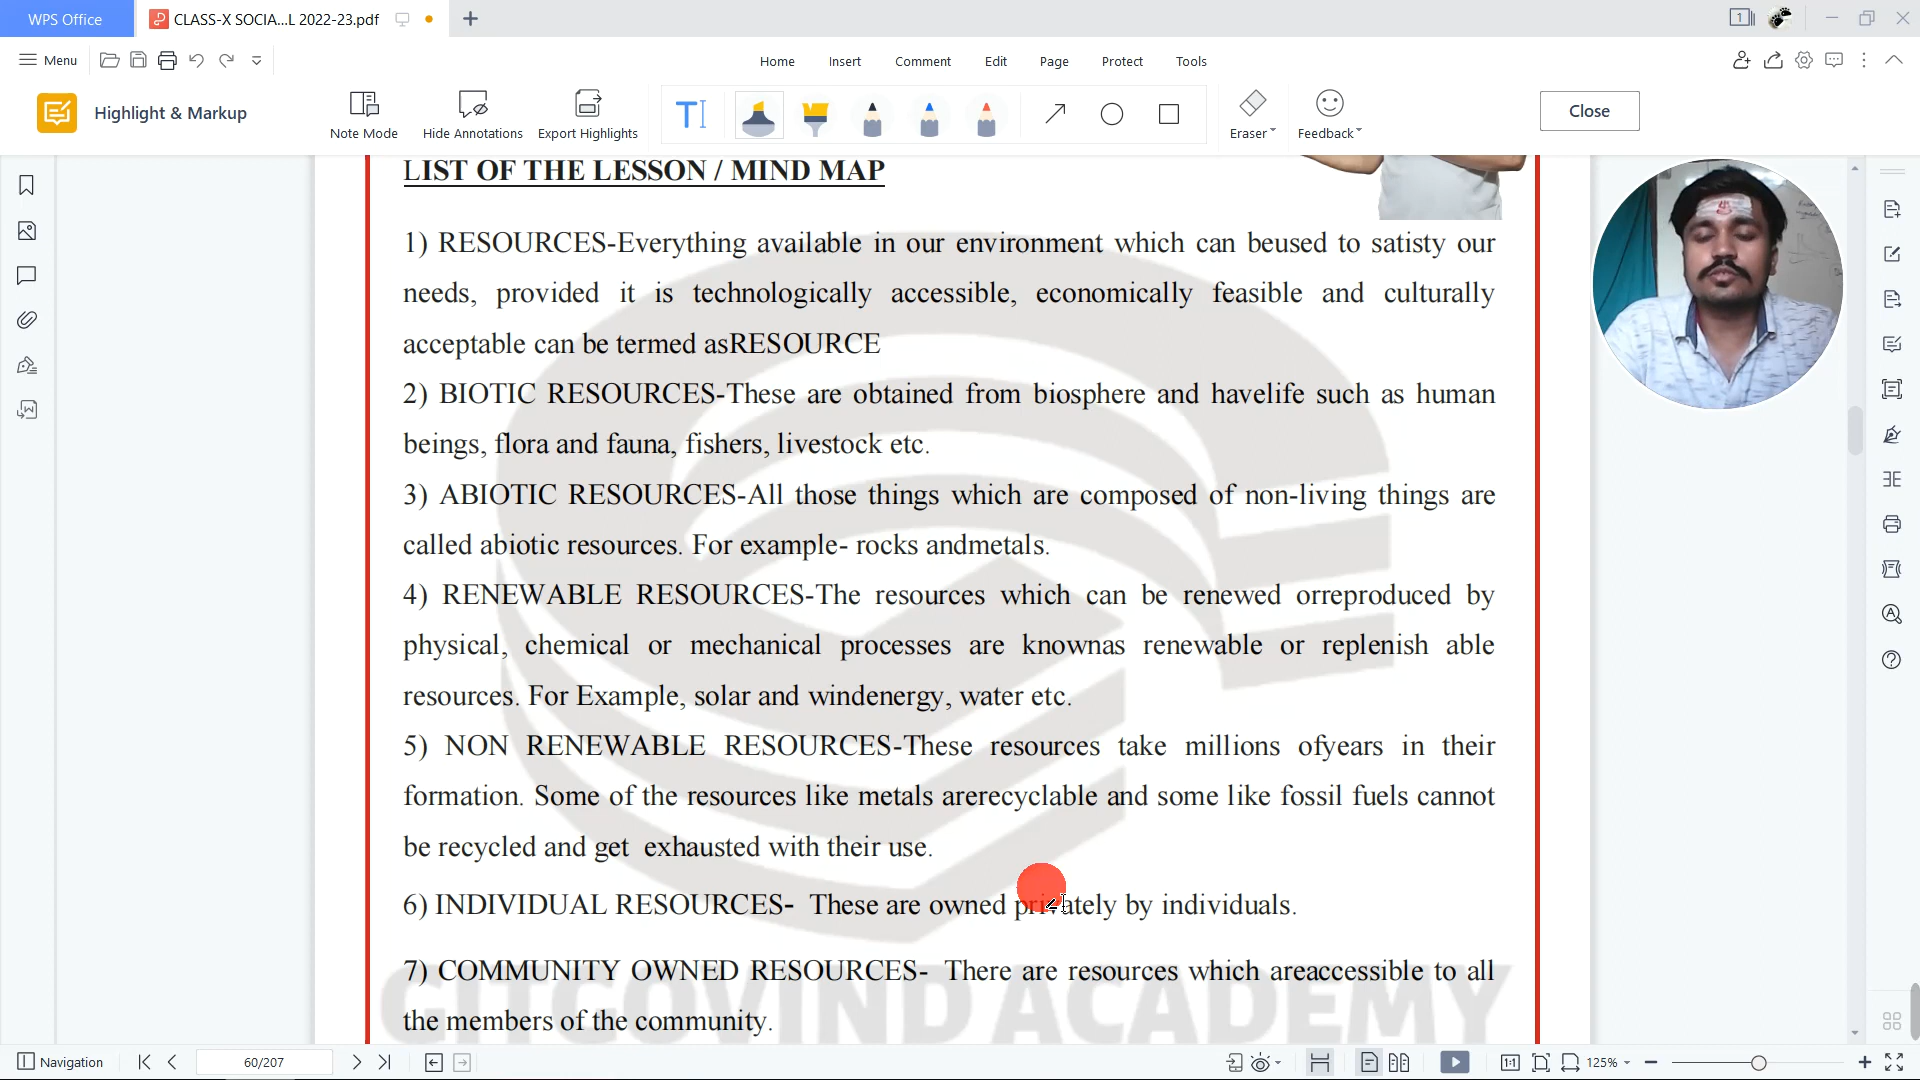 WPS Office
CLASS-X SOCIA...L 2022-23.pdf
1
Menu
Home Insert Comment Edit Page Protect Tools
Highlight & Markup
Note Mode Hide Annotations Export Highlights Eraser Feedback Close
LIST OF THE LESSON / MIND MAP
1) RESOURCES-Everything available in our environment which can beused to satisty our
needs, provided it is technologically accessible, economically feasible and culturally
acceptable can be termed asRESOURCE
2) BIOTIC RESOURCES-These are obtained from biosphere and havelife such as human
beings, flora and fauna, fishers, livestock etc.
3) ABIOTIC RESOURCES-All those things which are composed of non-living things are
called abiotic resources. For example- rocks andmetals.
4) RENEWABLE RESOURCES-The resources which can be renewed orreproduced by
physical, chemical or mechanical processes are knownas renewable or replenish able
resources. For Example, solar and windenergy, water etc.
5) NON RENEWABLE RESOURCES-These resources take millions ofyears in their
formation. Some of the resources like metals arerecyclable and some like fossil fuels cannot
be recycled and get exhausted with their use.
6) INDIVIDUAL RESOURCES- These are owned privately by individuals.
7) COMMUNITY OWNED RESOURCES- There are resources which areaccessible to all
the members of the community.
GITGOVIND ACADEMY
Navigation 60/207 1:1 125%